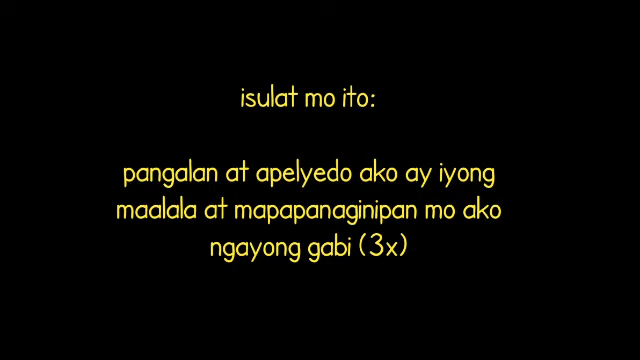 isulat mo ito:
pangalan at apelyedo ako ay iyong
maalala at mapapanaginipan mo ako
ngayong gabi (3x)